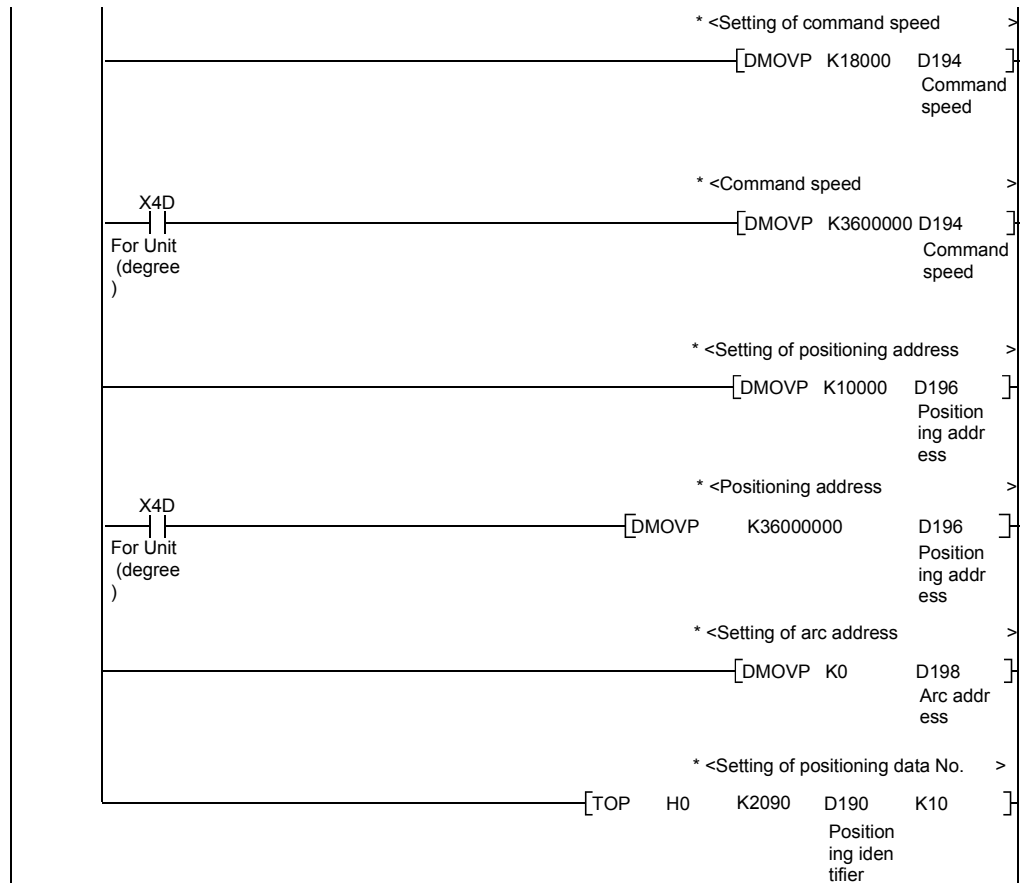 * <Setting of command speed >
DMOVP K18000 D194
Command
speed
* <Command speed >
X4D
DMOVP K3600000 D194
For Unit
(degree
)
Command
speed
* <Setting of positioning address >
DMOVP K10000 D196
Position
ing addr
ess
* <Positioning address >
X4D
DMOVP K36000000 D196
For Unit
(degree
)
Position
ing addr
ess
* <Setting of arc address >
DMOVP K0 D198
Arc addr
ess
* <Setting of positioning data No. >
TOP H0 K2090 D190 K10
Position
ing iden
tifier